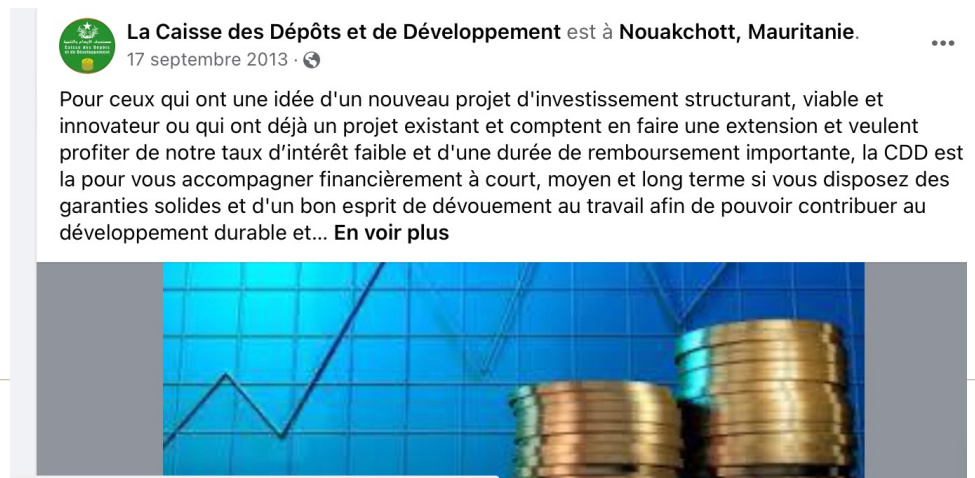 La Caisse des Dépôts et de Développement est à Nouakchott, Mauritanie.
17 septembre 2013 ·
Pour ceux qui ont une idée d'un nouveau projet d'investissement structurant, viable et
innovateur ou qui ont déjà un projet existant et comptent en faire une extension et veulent
profiter de notre taux d’intérêt faible et d'une durée de remboursement importante, la CDD est
la pour vous accompagner financièrement à court, moyen et long terme si vous disposez des
garanties solides et d'un bon esprit de dévouement au travail afin de pouvoir contribuer au
développement durable et... En voir plus